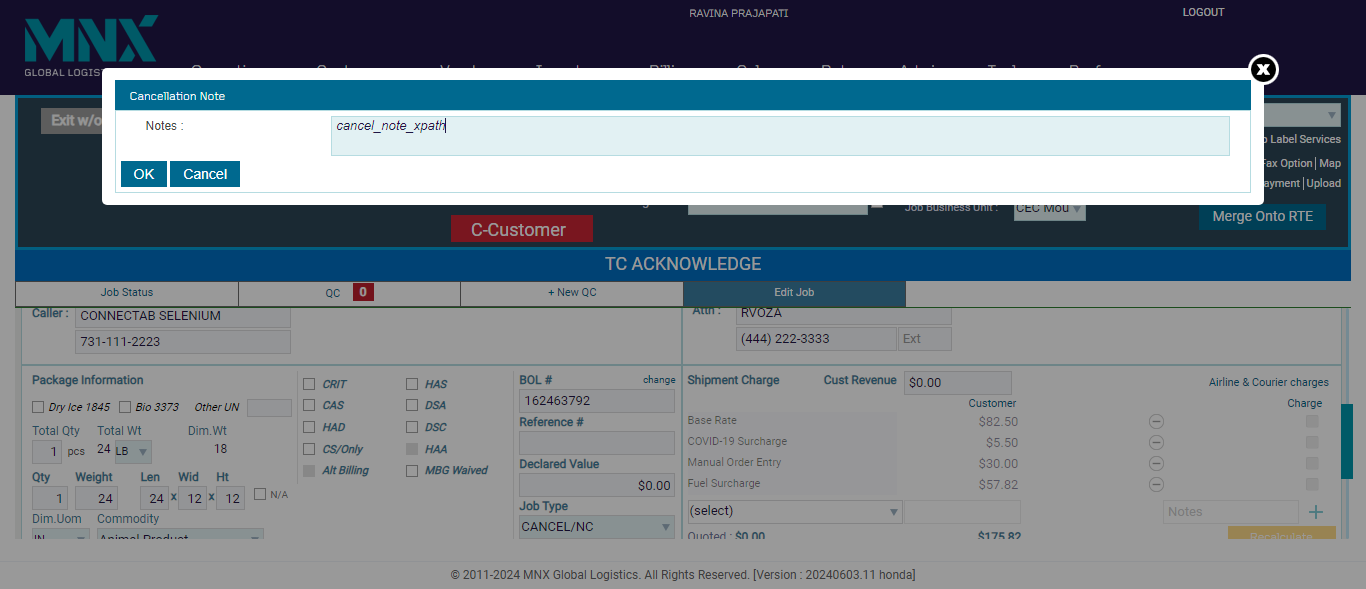 RAVINA PRAJAPATI
LOGOUT
MNX
GLOBAL LOGIS
X
Cancellation Note
Notes :
cancel_note_xpath
OK
Cancel
Exit w/o
Label Services
Fax Option | Map
ayment | Upload
Job Business Unit :
CEC Mou
Merge Onto RTE
C-Customer
TC ACKNOWLEDGE
Job Status
QC 0
+ New QC
Edit Job
Caller :
CONNECTAB SELENIUM
731-111-2223
Attn :
RVOZA
(444) 222-3333
Ext
Package Information
Dry Ice 1845
Bio 3373
Other UN
Total Qty
Total Wt
Dim.Wt
1 pcs
24 LB
18
Qty
Weight
Len
Wid
Ht
1
24
24 x 12 x 12
N/A
Dim.Uom
Commodity
IN
Animal Product
CRIT
HAS
CAS
DSA
HAD
DSC
CS/Only
HAA
Alt Billing
MBG Waived
BOL #
change
162463792
Reference #
Declared Value
$0.00
Job Type
CANCEL/NC
Shipment Charge
Cust Revenue
$0.00
Airline & Courier charges
Customer
Charge
Base Rate
$82.50
COVID-19 Surcharge
$5.50
Manual Order Entry
$30.00
Fuel Surcharge
$57.82
(select)
Notes
+
Quoted : $0.00
$175.82
Recalculate
© 2011-2024 MNX Global Logistics. All Rights Reserved. [Version : 20240603.11 honda]